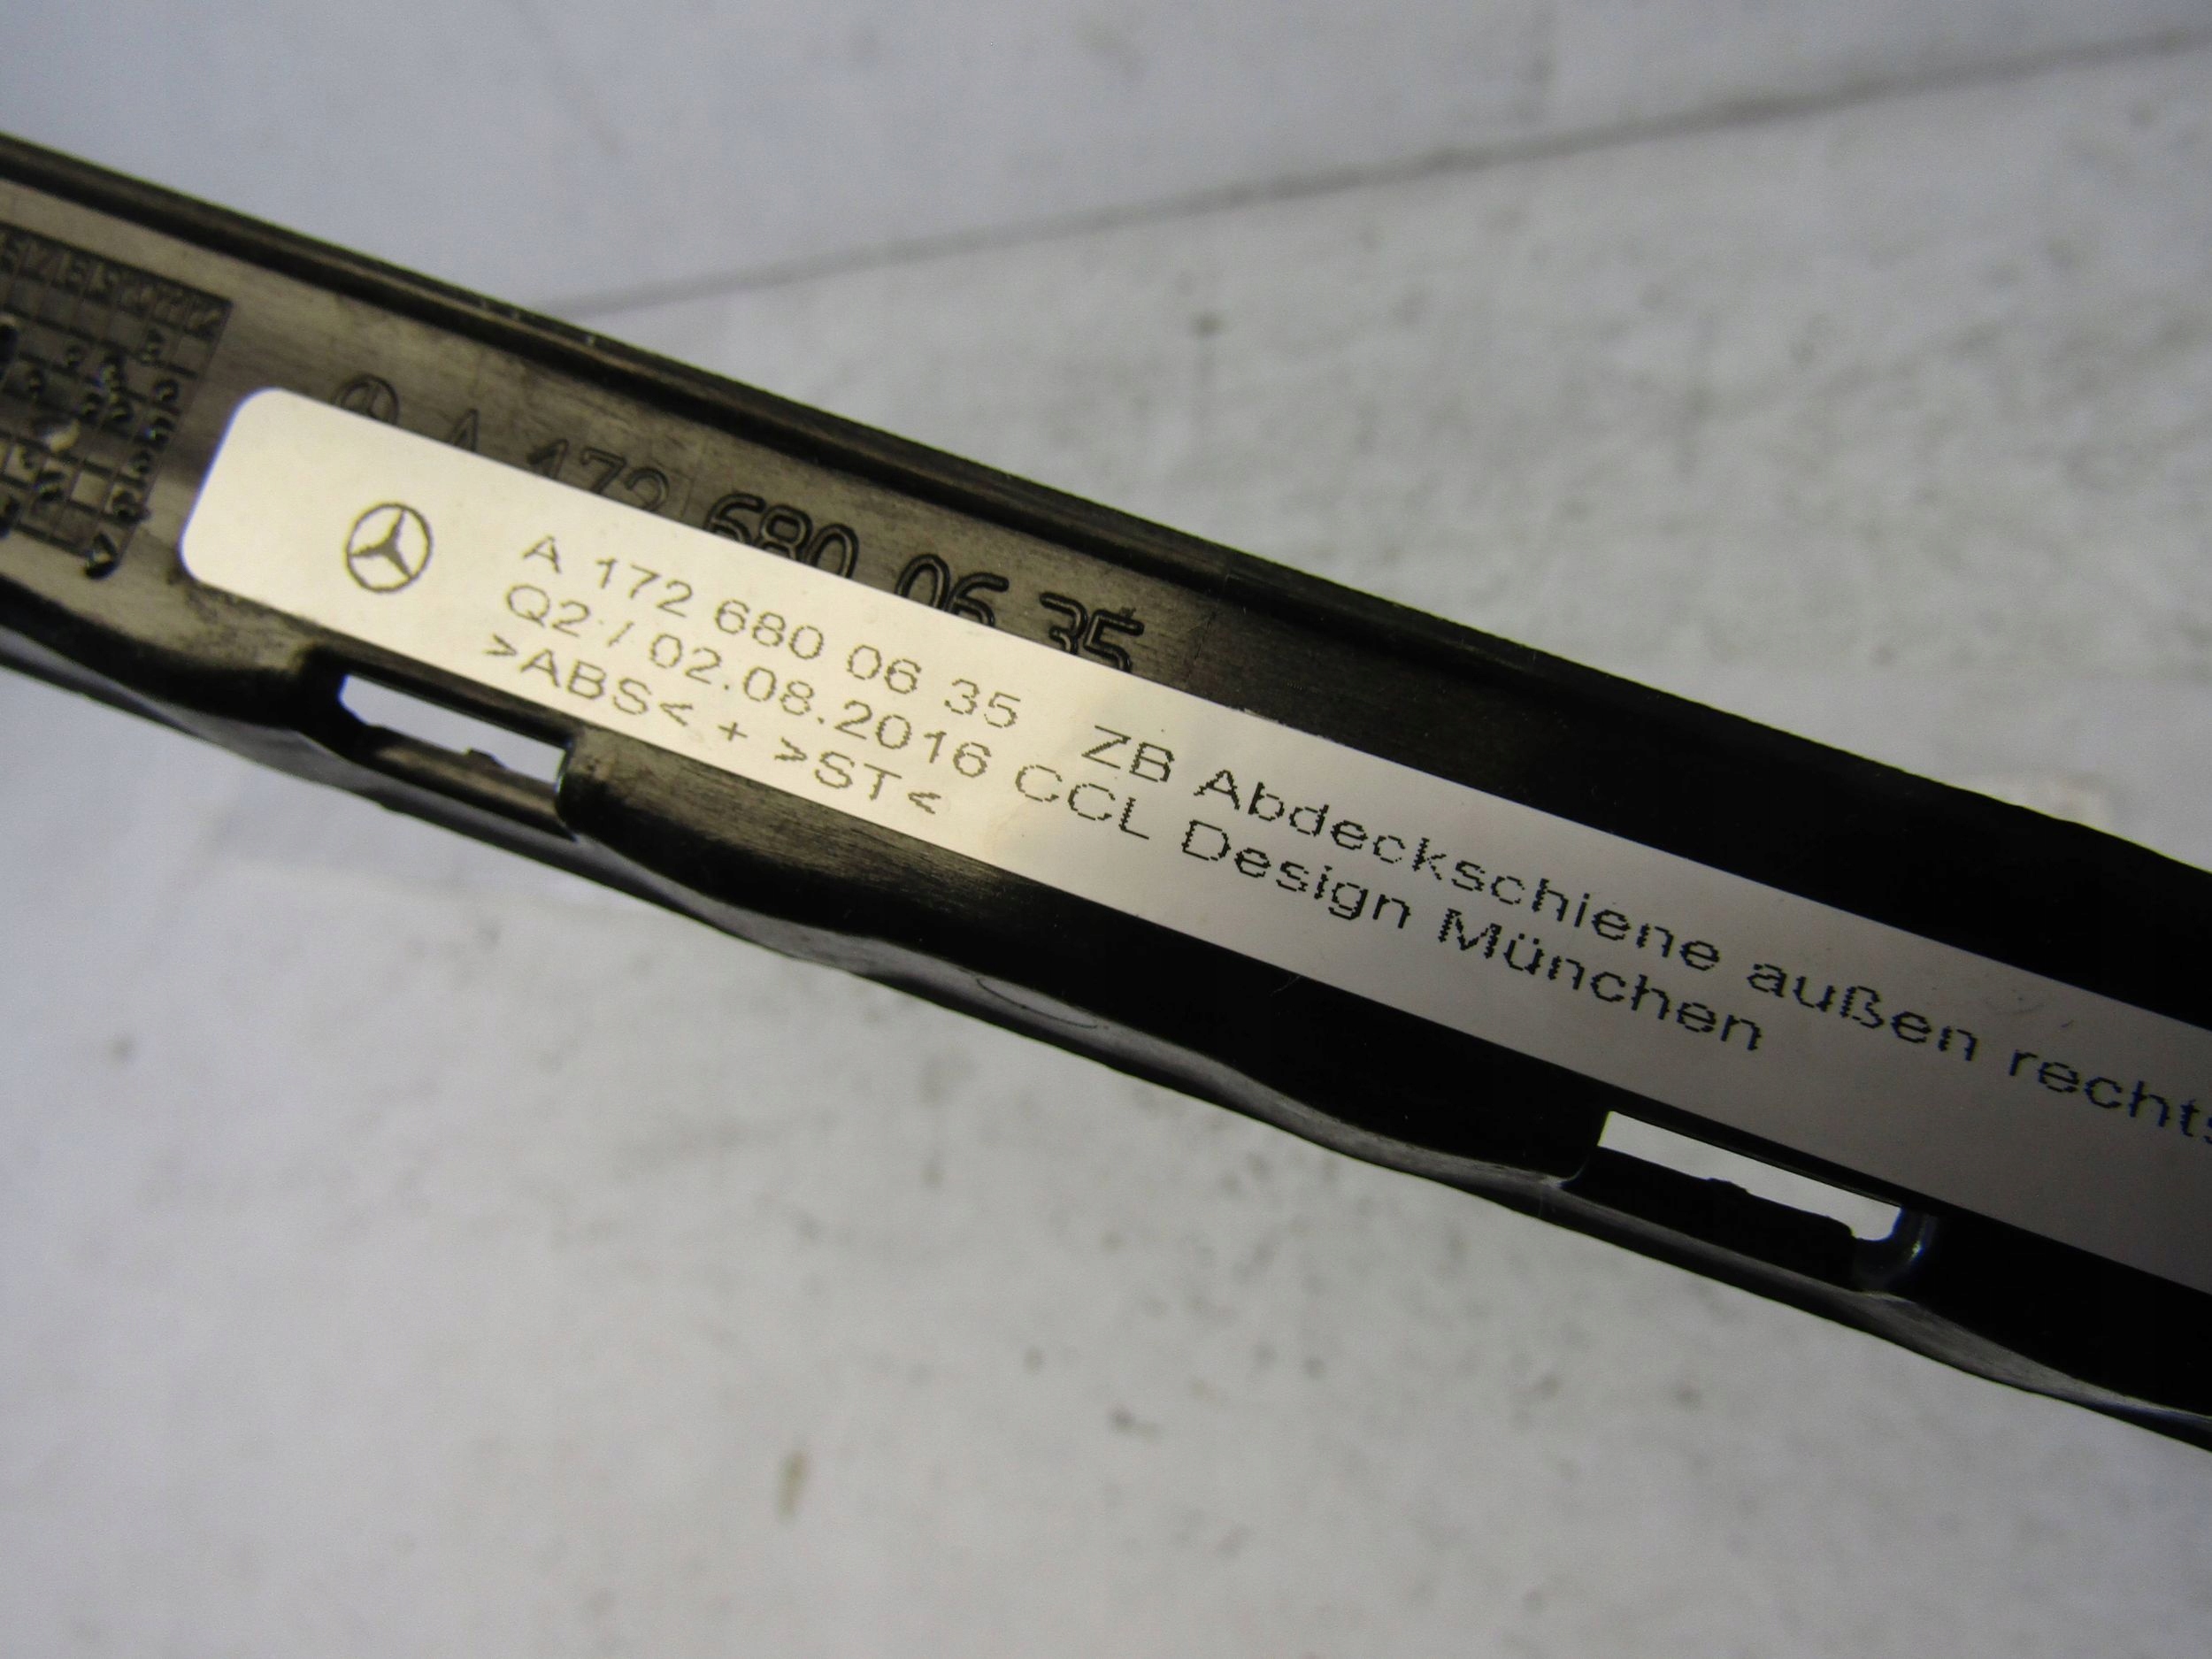 A 172 680 06 35
A 172 680 06 35 ZB Abdeckschiene außen rechts
Q2 / 02.08.2016 CCL Design München
>ABS< + >ST<